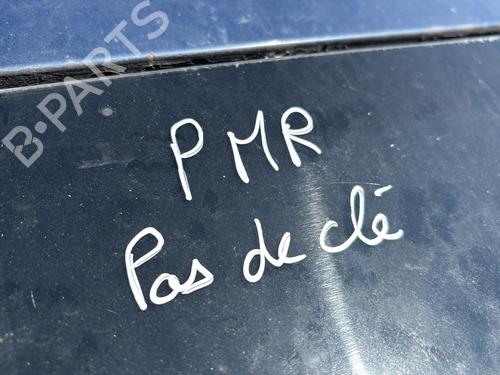 B-PARTS
PMR
Pas de clé